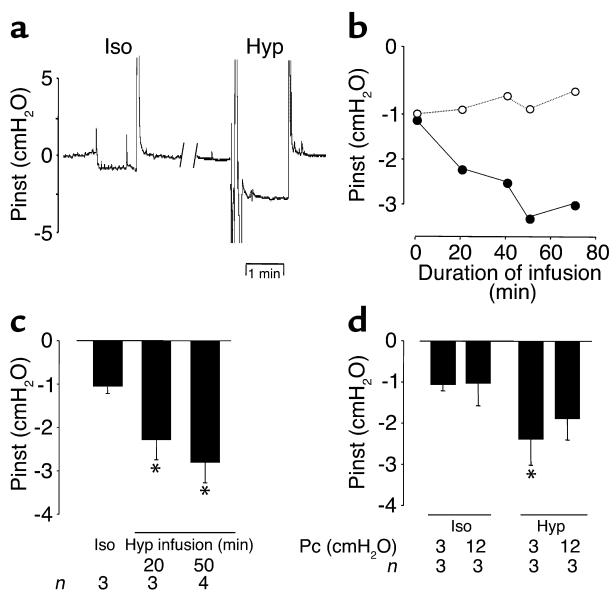 a
Iso Hyp
Pinst (cmH2O)
5
0
-5
1 min
b
Pinst (cmH2O)
0
-1
-2
-3
0 20 40 60 80
Duration of infusion
(min)
c
Pinst (cmH2O)
0
-1
-2
-3
-4
* *
Iso Hyp infusion (min)
20 50
n 3 3 4
d
Pinst (cmH2O)
0
-1
-2
-3
-4
*
Iso Hyp
Pc (cmH2O) 3 12 3 12
n 3 3 3 3